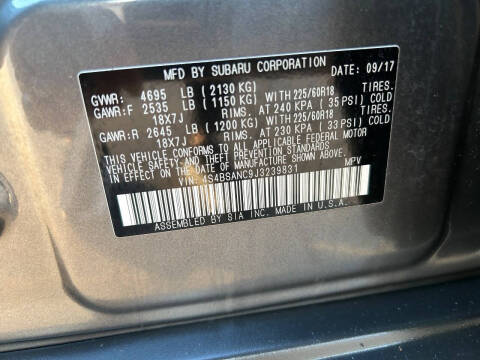 MFD BY SUBARU CORPORATION DATE: 09/17
GVWR: 4695 LB (2130 KG)
GAWR:F 2535 LB (1150 KG) WITH 225/60R18 TIRES.
18X7J RIMS. AT 240 KPA (35 PSI) COLD
GAWR:R 2645 LB (1200 KG) WITH 225/60R18 TIRES.
18X7J RIMS. AT 230 KPA (33 PSI) COLD
THIS VEHICLE CONFORMS TO ALL APPLICABLE FEDERAL MOTOR
VEHICLE SAFETY STANDARDS IN EFFECT ON THE
DATE OF MANUFACTURE SHOWN ABOVE.
VIN: 4S4BSANC9J3239831 MPV
ASSEMBLED BY SIA INC. MADE IN U.S.A.